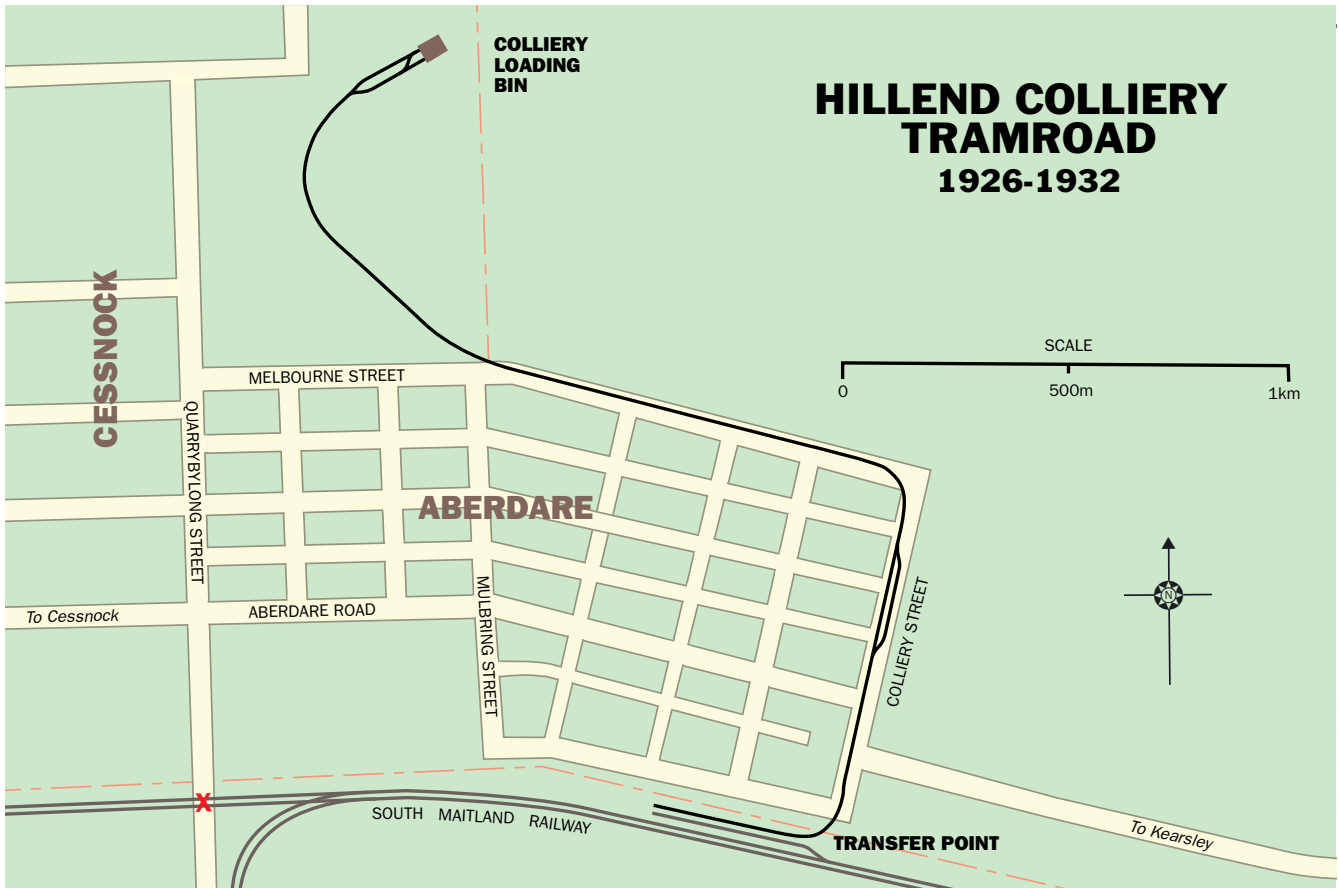 COLLIERY
LOADING
BIN
HILLEND COLLIERY
TRAMROAD
1926-1932
CESSNOCK
SCALE
0
500m
1km
MELBOURNE STREET
QUARRYBYLONG STREET
ABERDARE
MULBRING STREET
COLLIERY STREET
N
To Cessnock
ABERDARE ROAD
X
SOUTH MAITLAND RAILWAY
TRANSFER POINT
To Kearsley